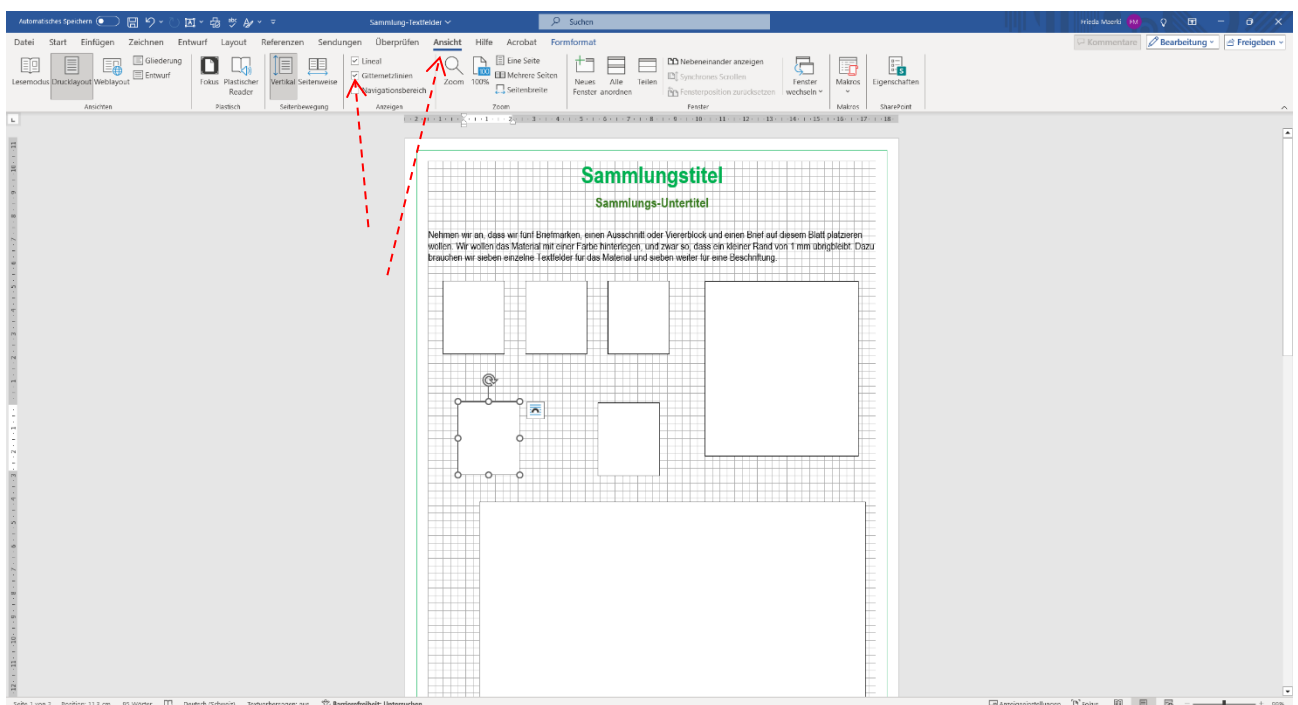 Automatisches Speichern
Sammlung-Textfelder
Suchen
Frieda Maerki
FM
Datei Start Einfügen Zeichnen Entwurf Layout Referenzen Sendungen Überprüfen Ansicht Hilfe Acrobat Formformat
Kommentare Bearbeitung Freigeben
Lesemodus Drucklayout Weblayout
Gliederung
Entwurf
Ansichten
Fokus Plastischer Reader
Plastisch
Vertikal Seitenweise
Seitenbewegung
Lineal
Gitternetzlinien
Navigationsbereich
Anzeigen
Zoom 100%
Eine Seite
Mehrere Seiten
Seitenbreite
Zoom
Neues Fenster
Alle anordnen
Teilen
Nebeneinander anzeigen
Synchrones Scrollen
Fensterposition zurücksetzen
Fenster wechseln
Fenster
Makros
Makros
Eigenschaften
SharePoint
Sammlungstitel
Sammlungs-Untertitel
Nehmen wir an, dass wir fünf Briefmarken, einen Ausschnitt oder Viererblock und einen Brief auf diesem Blatt platzieren
wollen. Wir wollen das Material mit einer Farbe hinterlegen, und zwar so, dass ein kleiner Rand von 1 mm übrigbleibt. Dazu
brauchen wir sieben einzelne Textfelder für das Material und sieben weiter für eine Beschriftung.
Barrierefreiheit: Untersuchen
Anzeigeeinstellungen Fokus